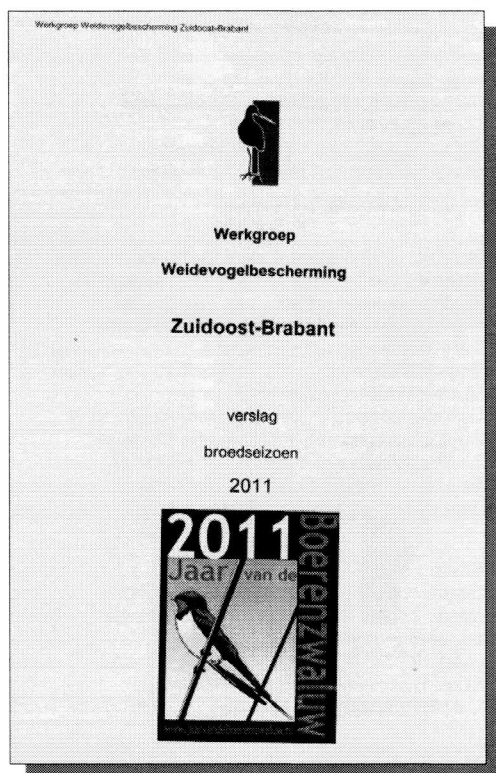 Werkgroep Weidevogelbescherming Zuidoost-Brabant
Werkgroep
Weidevogelbescherming
Zuidoost-Brabant
verslag
broedseizoen
2011
2011
Jaar van de
Boerenzwaluw